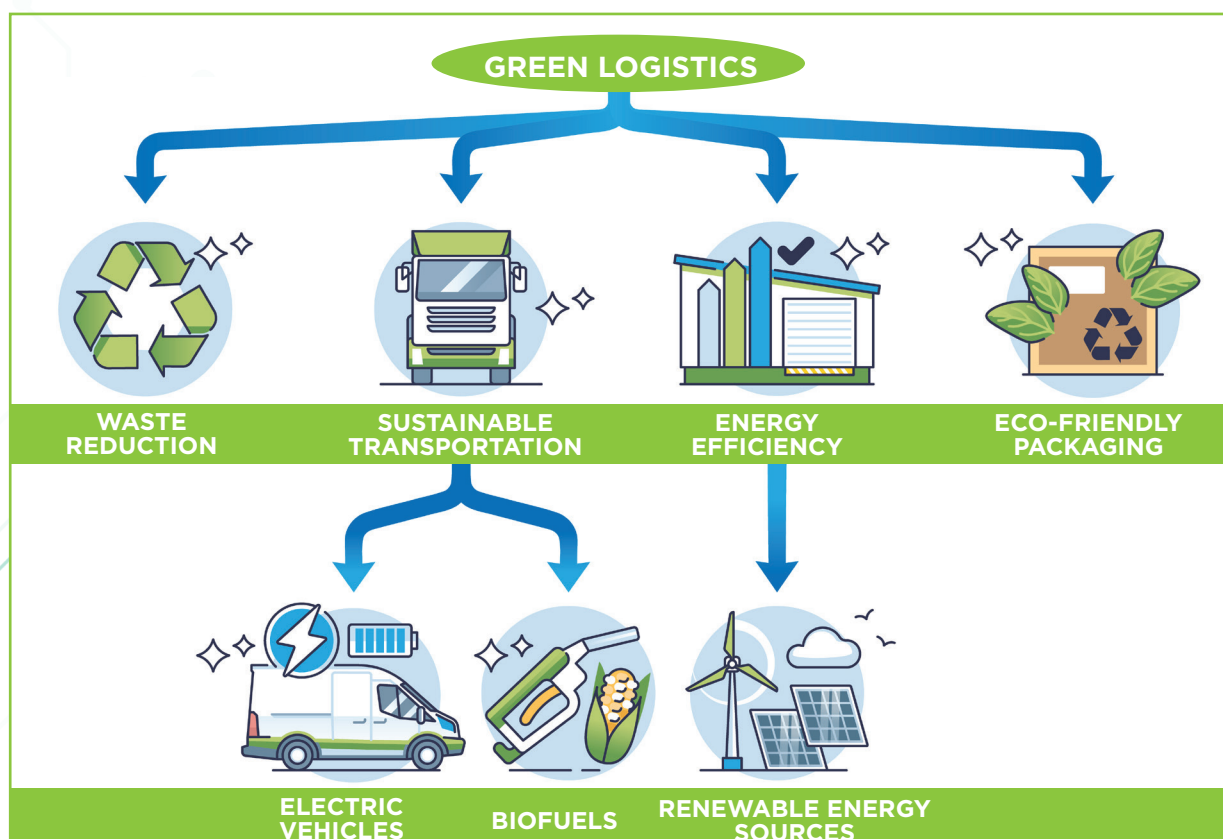 GREEN LOGISTICS
WASTE
REDUCTION
SUSTAINABLE
TRANSPORTATION
ENERGY
EFFICIENCY
ECO-FRIENDLY
PACKAGING
ELECTRIC
VEHICLES
BIOFUELS
RENEWABLE ENERGY
SOURCES